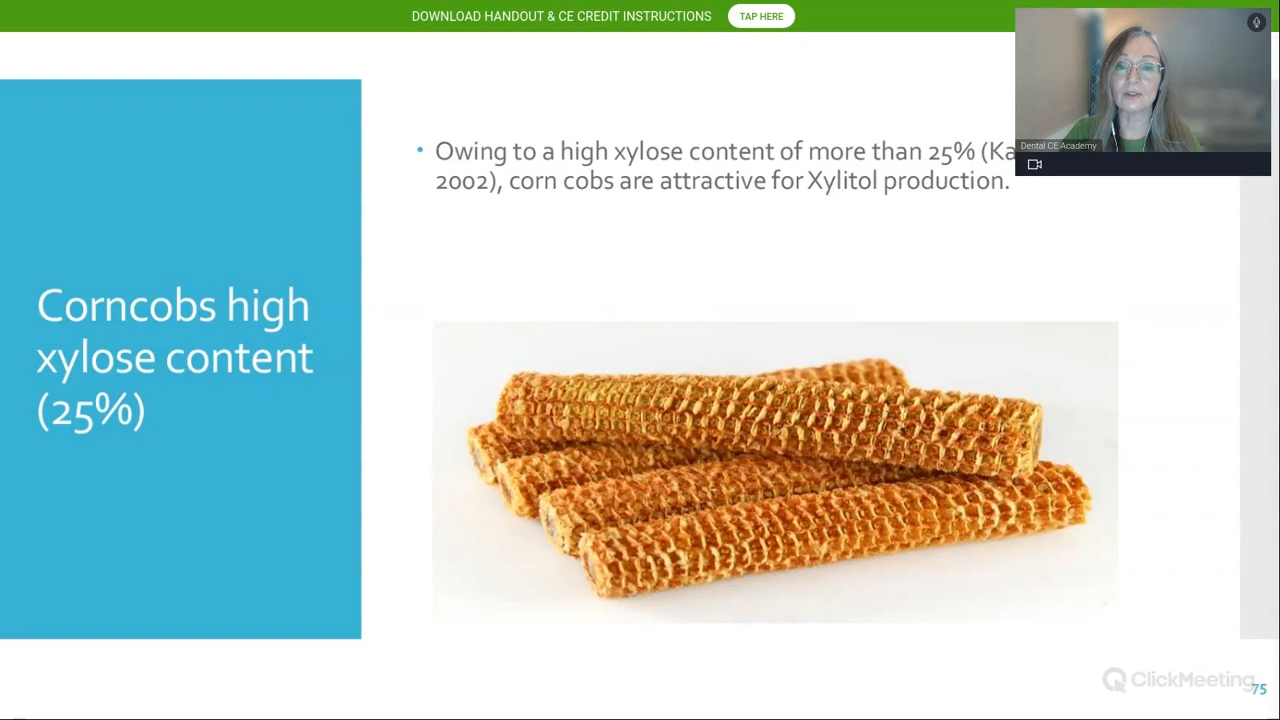 DOWNLOAD HANDOUT & CE CREDIT INSTRUCTIONS TAP HERE
Dental CE Academy
• Owing to a high xylose content of more than 25% (Ka
2002), corn cobs are attractive for Xylitol production.
Corncobs high
xylose content
(25%)
ClickMeeting
75